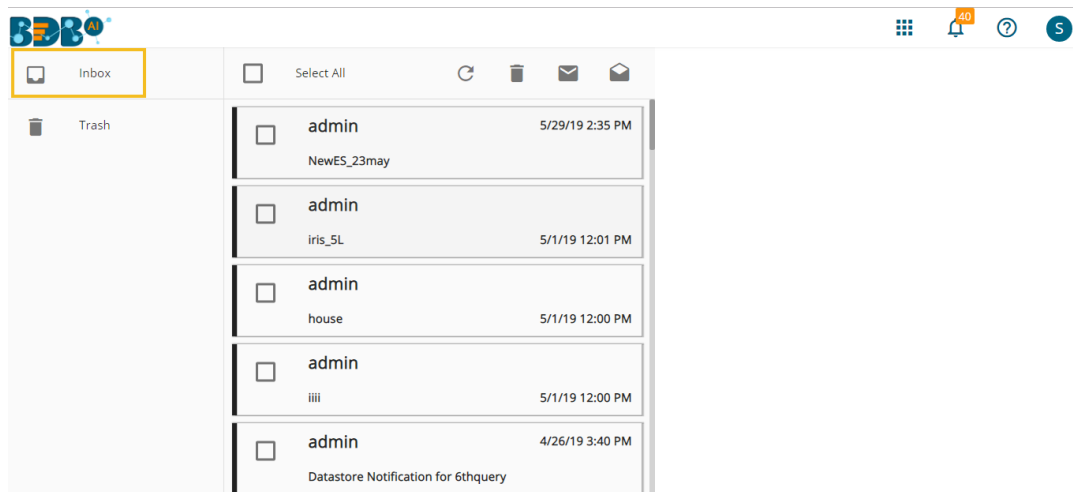 BDB AI
40
?
S
Inbox
Select All
Trash
admin
5/29/19 2:35 PM
NewES_23may
admin
iris_5L
5/1/19 12:01 PM
admin
house
5/1/19 12:00 PM
admin
iiii
5/1/19 12:00 PM
admin
4/26/19 3:40 PM
Datastore Notification for 6thquery